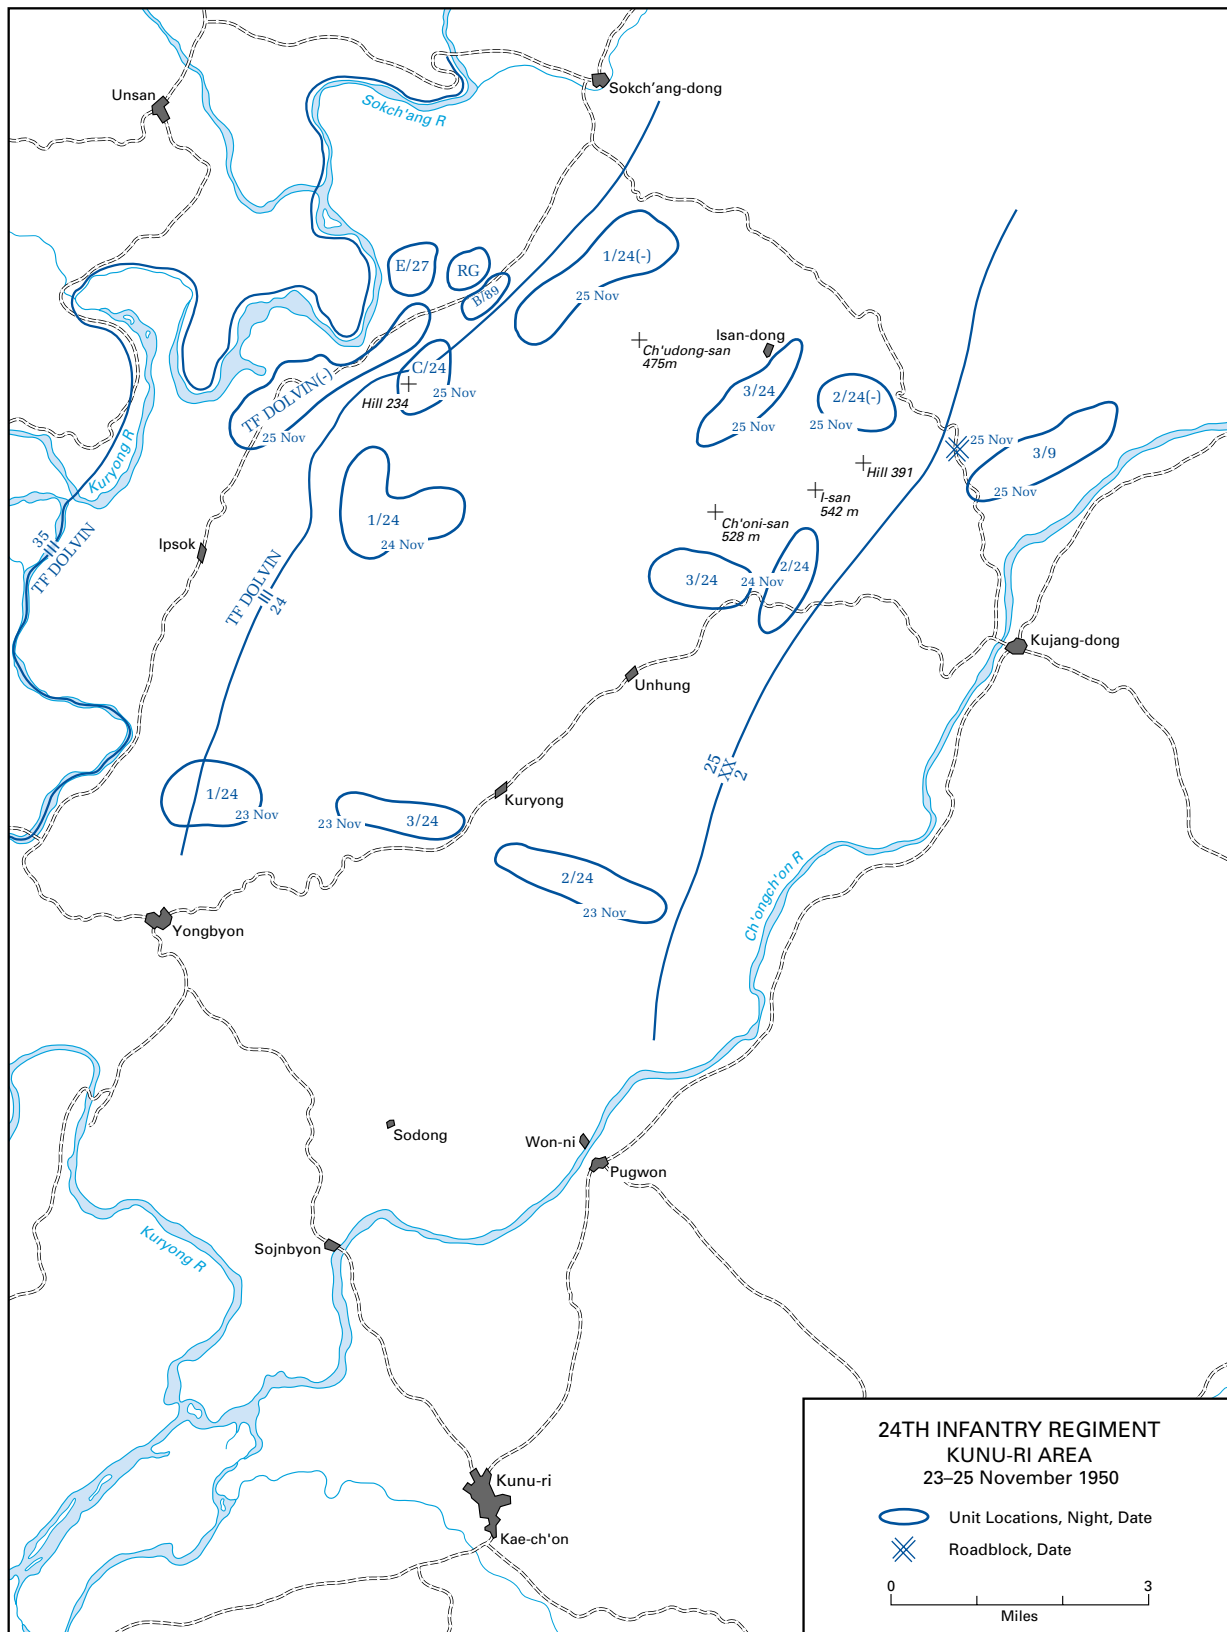 Unsan
Sokch'ang R
Sokch'ang-dong
E/27
RG
B/89
1/24(-)
25 Nov
Ch'udong-san
475m
Isan-dong
TF DOLVIN(-)
25 Nov
C/24
25 Nov
Hill 234
3/24
25 Nov
2/24(-)
25 Nov
25 Nov
3/9
25 Nov
Hill 391
I-san
542 m
Ch'oni-san
528 m
Kuryong R
35
III
TF DOLVIN
Ipsok
1/24
24 Nov
TF DOLVIN
III
24
3/24
24 Nov
2/24
Kujang-dong
Unhung
25
XX
2
1/24
23 Nov
23 Nov
3/24
Kuryong
2/24
23 Nov
Ch'ongch'on R
Yongbyon
Sodong
Won-ni
Pugwon
Kuryong R
Sojnbyon
Kunu-ri
Kae-ch'on
24TH INFANTRY REGIMENT
KUNU-RI AREA
23–25 November 1950
Unit Locations, Night, Date
Roadblock, Date
0
3
Miles